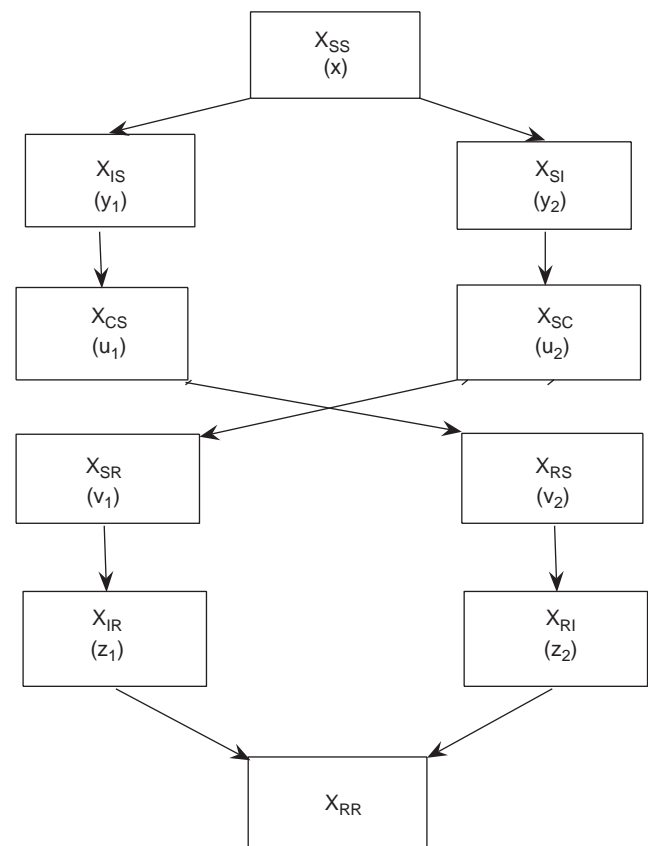 X_SS
(x)
X_IS
(y_1)
X_SI
(y_2)
X_CS
(u_1)
X_SC
(u_2)
X_SR
(v_1)
X_RS
(v_2)
X_IR
(z_1)
X_RI
(z_2)
X_RR